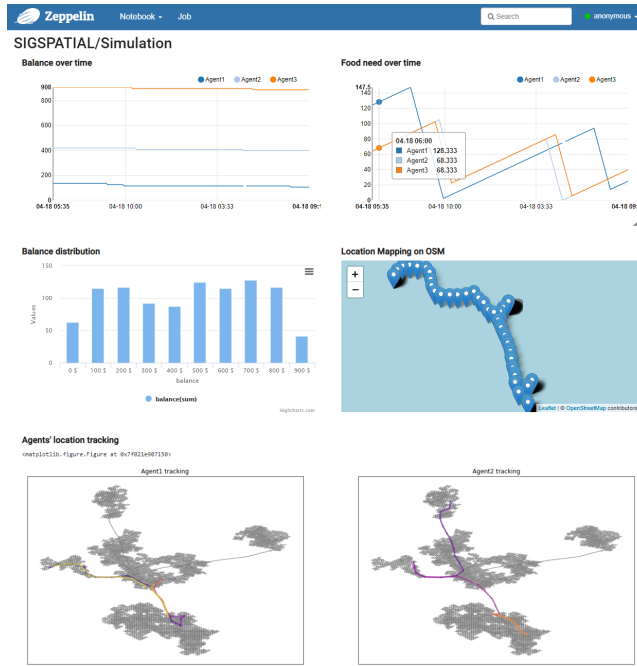 Zeppelin
Notebook
Job
Search
anonymous
SIGSPATIAL/Simulation
Balance over time
Agent1 Agent2 Agent3
908
800
600
400
200
0
04-18 05:35 04-18 10:00 04-18 03:33 04-18 09:
Food need over time
Agent1 Agent2 Agent3
147.5
140
120
100
80
60
40
20
0
04-18 06:00
Agent1 128.333
Agent2 68.333
Agent3 68.333
04-18 05:35 04-18 10:00 04-18 03:33 04-18 09:
Balance distribution
150
100
50
0
Values
0 $ 100 $ 200 $ 300 $ 400 $ 500 $ 600 $ 700 $ 800 $ 900 $
balance
balance(sum)
Highcharts.com
Location Mapping on OSM
+
−
Leaflet | © OpenStreetMap contributors
Agents' location tracking
<matplotlib.figure.Figure at 0x7f021e907150>
Agent1 tracking
Agent2 tracking